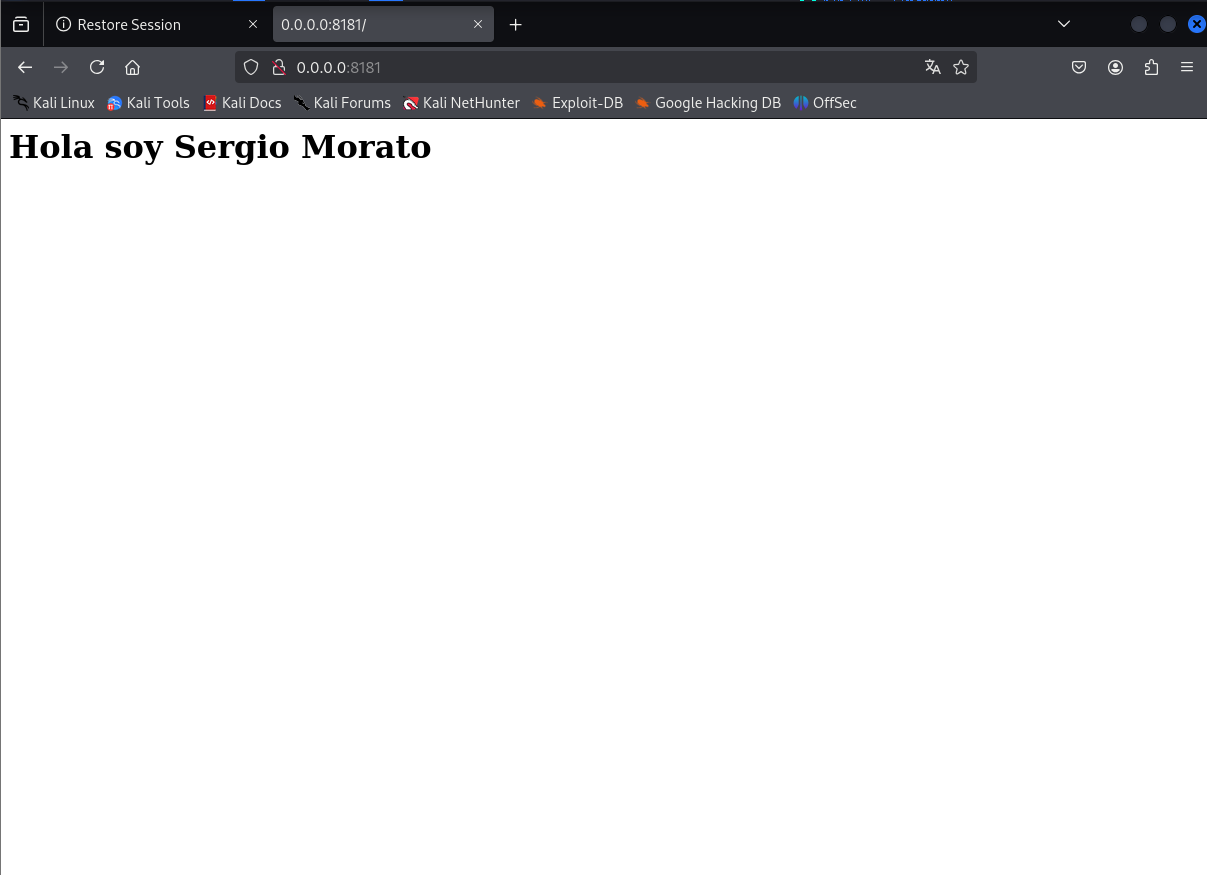 Restore Session
0.0.0.0:8181/
0.0.0.0:8181
Kali Linux Kali Tools Kali Docs Kali Forums Kali NetHunter Exploit-DB Google Hacking DB OffSec
Hola soy Sergio Morato